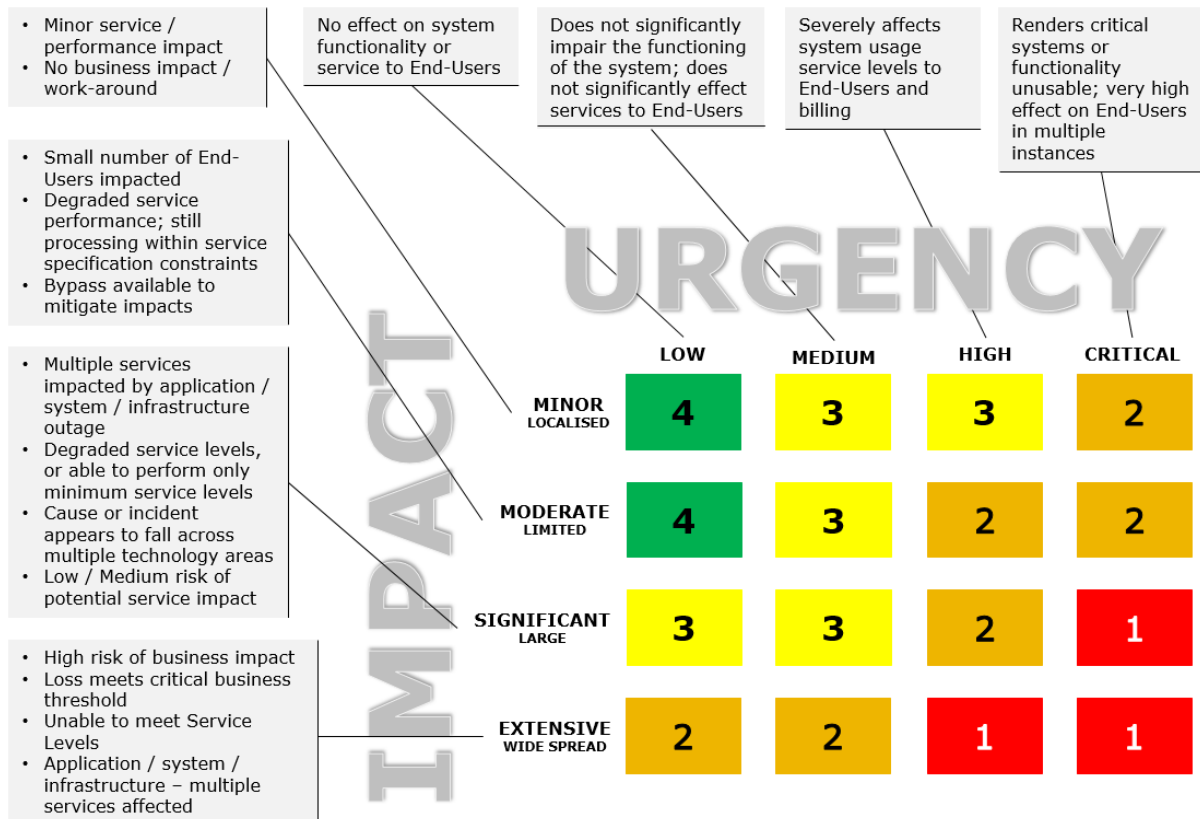 • Minor service /
performance impact
• No business impact /
work-around
No effect on system
functionality or
service to End-Users
Does not significantly
impair the functioning
of the system; does
not significantly effect
services to End-Users
Severely affects
system usage
service levels to
End-Users and
billing
Renders critical
systems or
functionality
unusable; very high
effect on End-Users
in multiple
instances
• Small number of End-
Users impacted
• Degraded service
performance; still
processing within service
specification constraints
• Bypass available to
mitigate impacts
• Multiple services
impacted by application /
system / infrastructure
outage
• Degraded service levels,
or able to perform only
minimum service levels
• Cause or incident
appears to fall across
multiple technology areas
• Low / Medium risk of
potential service impact
• High risk of business impact
• Loss meets critical business
threshold
• Unable to meet Service
Levels
• Application / system /
infrastructure – multiple
services affected
URGENCY
IMPACT
LOW MEDIUM HIGH CRITICAL
MINOR
LOCALISED
4 3 3 2
MODERATE
LIMITED
4 3 2 2
SIGNIFICANT
LARGE
3 3 2 1
EXTENSIVE
WIDE SPREAD
2 2 1 1